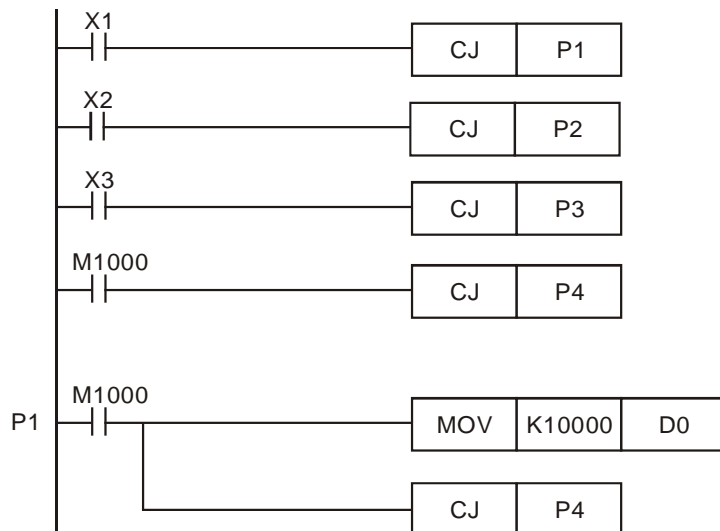 X1
CJ P1
X2
CJ P2
X3
CJ P3
M1000
CJ P4
M1000
P1 MOV K10000 D0
CJ P4